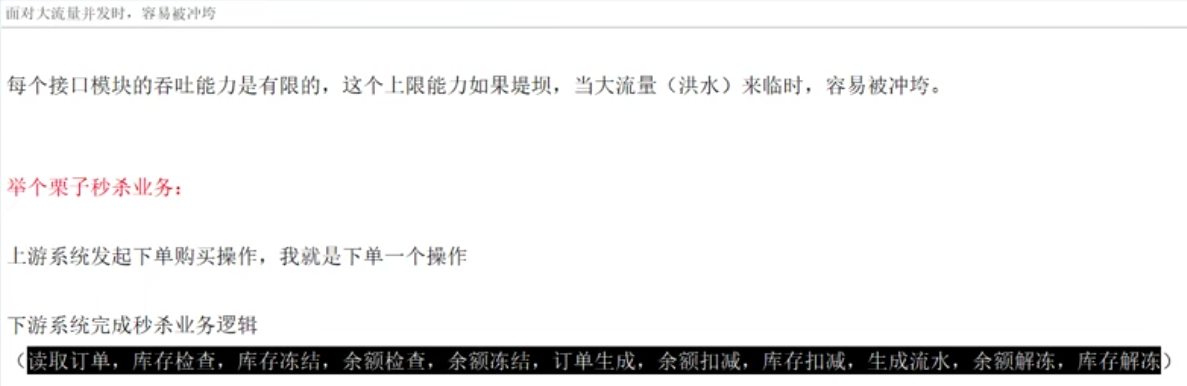 面对大流量并发时，容易被冲垮
每个接口模块的吞吐能力是有限的，这个上限能力如果堤坝，当大流量（洪水）来临时，容易被冲垮。
举个栗子秒杀业务：
上游系统发起下单购买操作，我就是下单一个操作
下游系统完成秒杀业务逻辑
（读取订单，库存检查，库存冻结，余额检查，余额冻结，订单生成，余额扣减，库存扣减，生成流水，余额解冻，库存解冻）